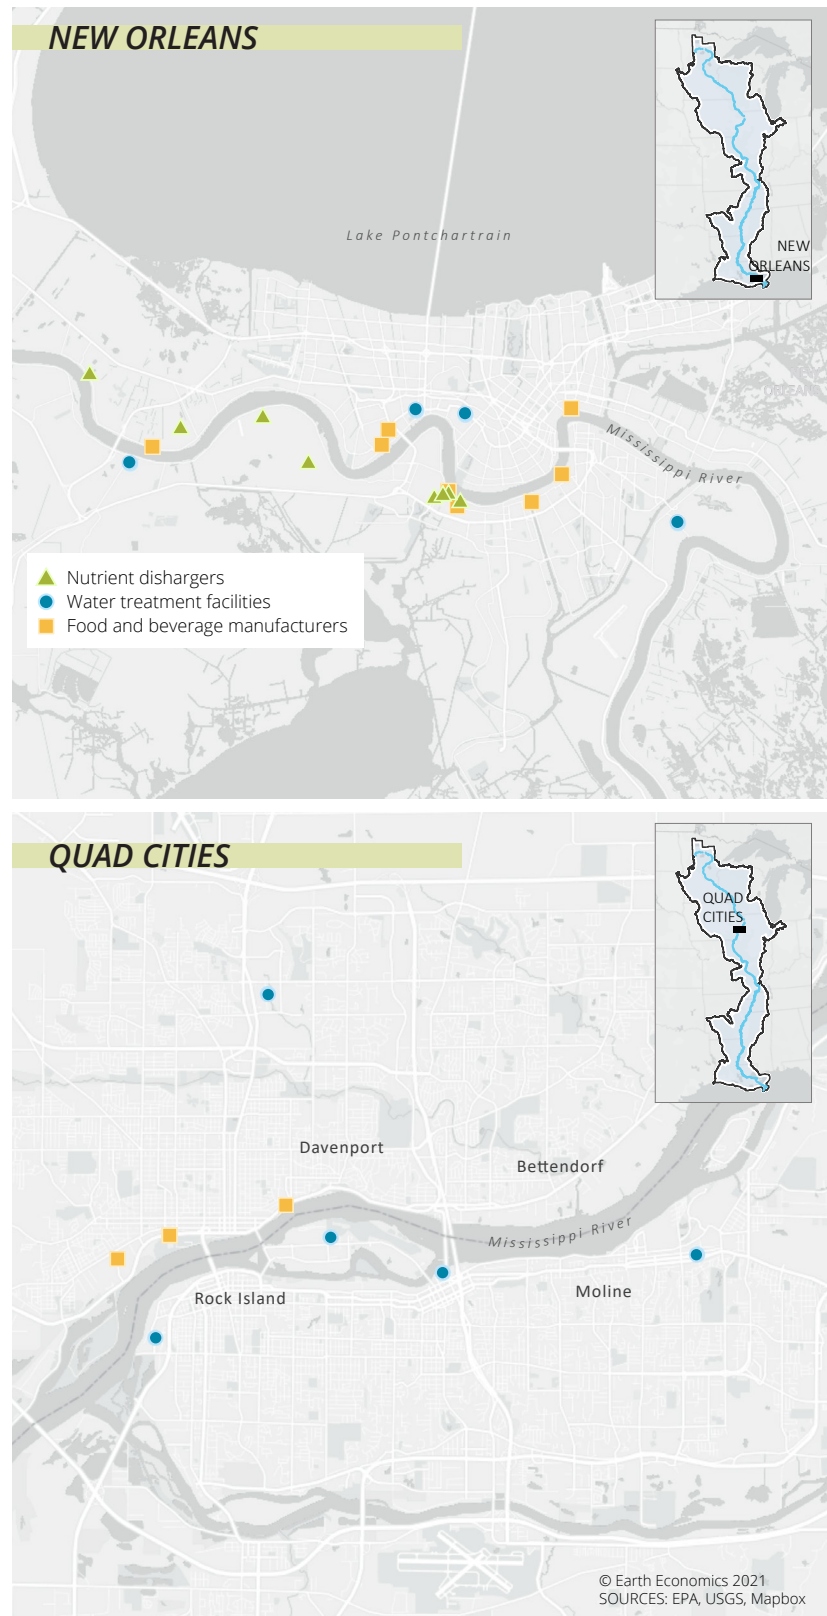 NEW ORLEANS
NEW
ORLEANS
Lake Pontchartrain
ORLEANS
Mississippi River
Nutrient dishargers
Water treatment facilities
Food and beverage manufacturers
QUAD CITIES
QUAD
CITIES
Davenport
Bettendorf
Mississippi River
Rock Island
Moline
© Earth Economics 2021
SOURCES: EPA, USGS, Mapbox